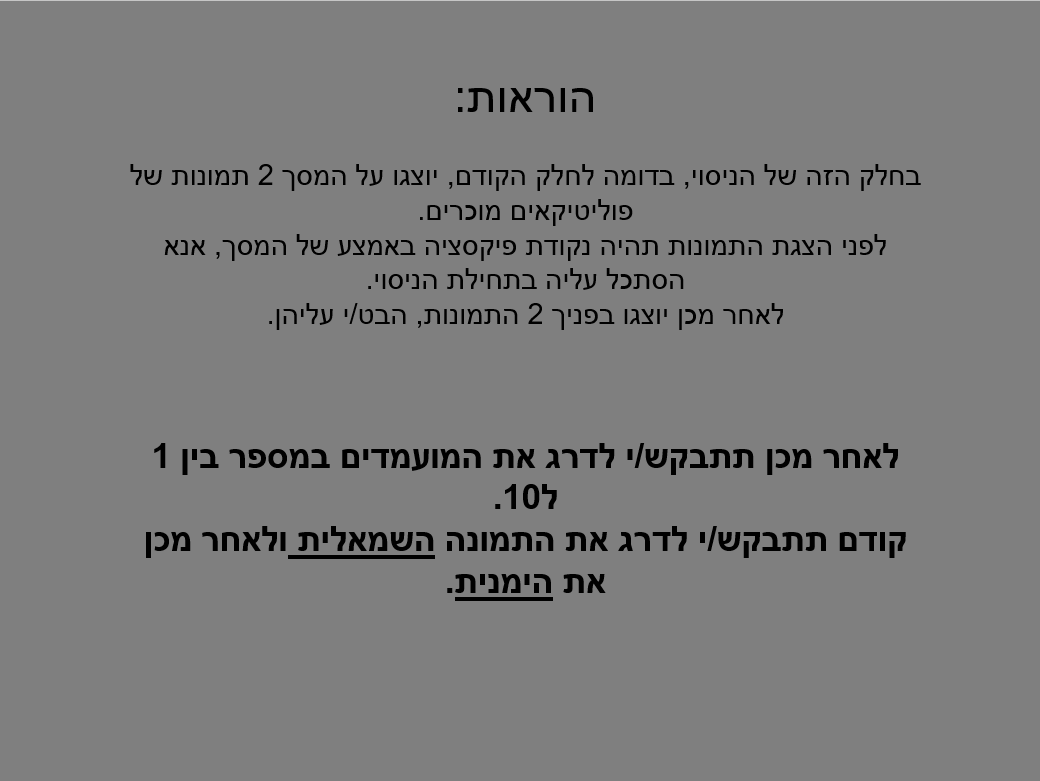 הוראות:
בחלק הזה של הניסוי, בדומה לחלק הקודם, יוצגו על המסך 2 תמונות של
פוליטיקאים מוכרים.
לפני הצגת התמונות תהיה נקודת פיקסציה באמצע של המסך, אנא
הסתכל עליה בתחילת הניסוי.
לאחר מכן יוצגו בפניך 2 התמונות, הבט/י עליהן.
לאחר מכן תתבקש/י לדרג את המועמדים במספר בין 1
ל10.
קודם תתבקש/י לדרג את התמונה השמאלית ולאחר מכן
את הימנית.